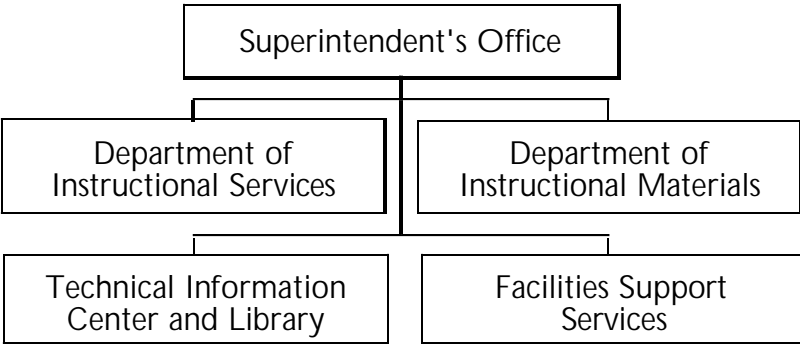 Superintendent's Office
Department of
Instructional Services
Department of
Instructional Materials
Technical Information
Center and Library
Facilities Support
Services